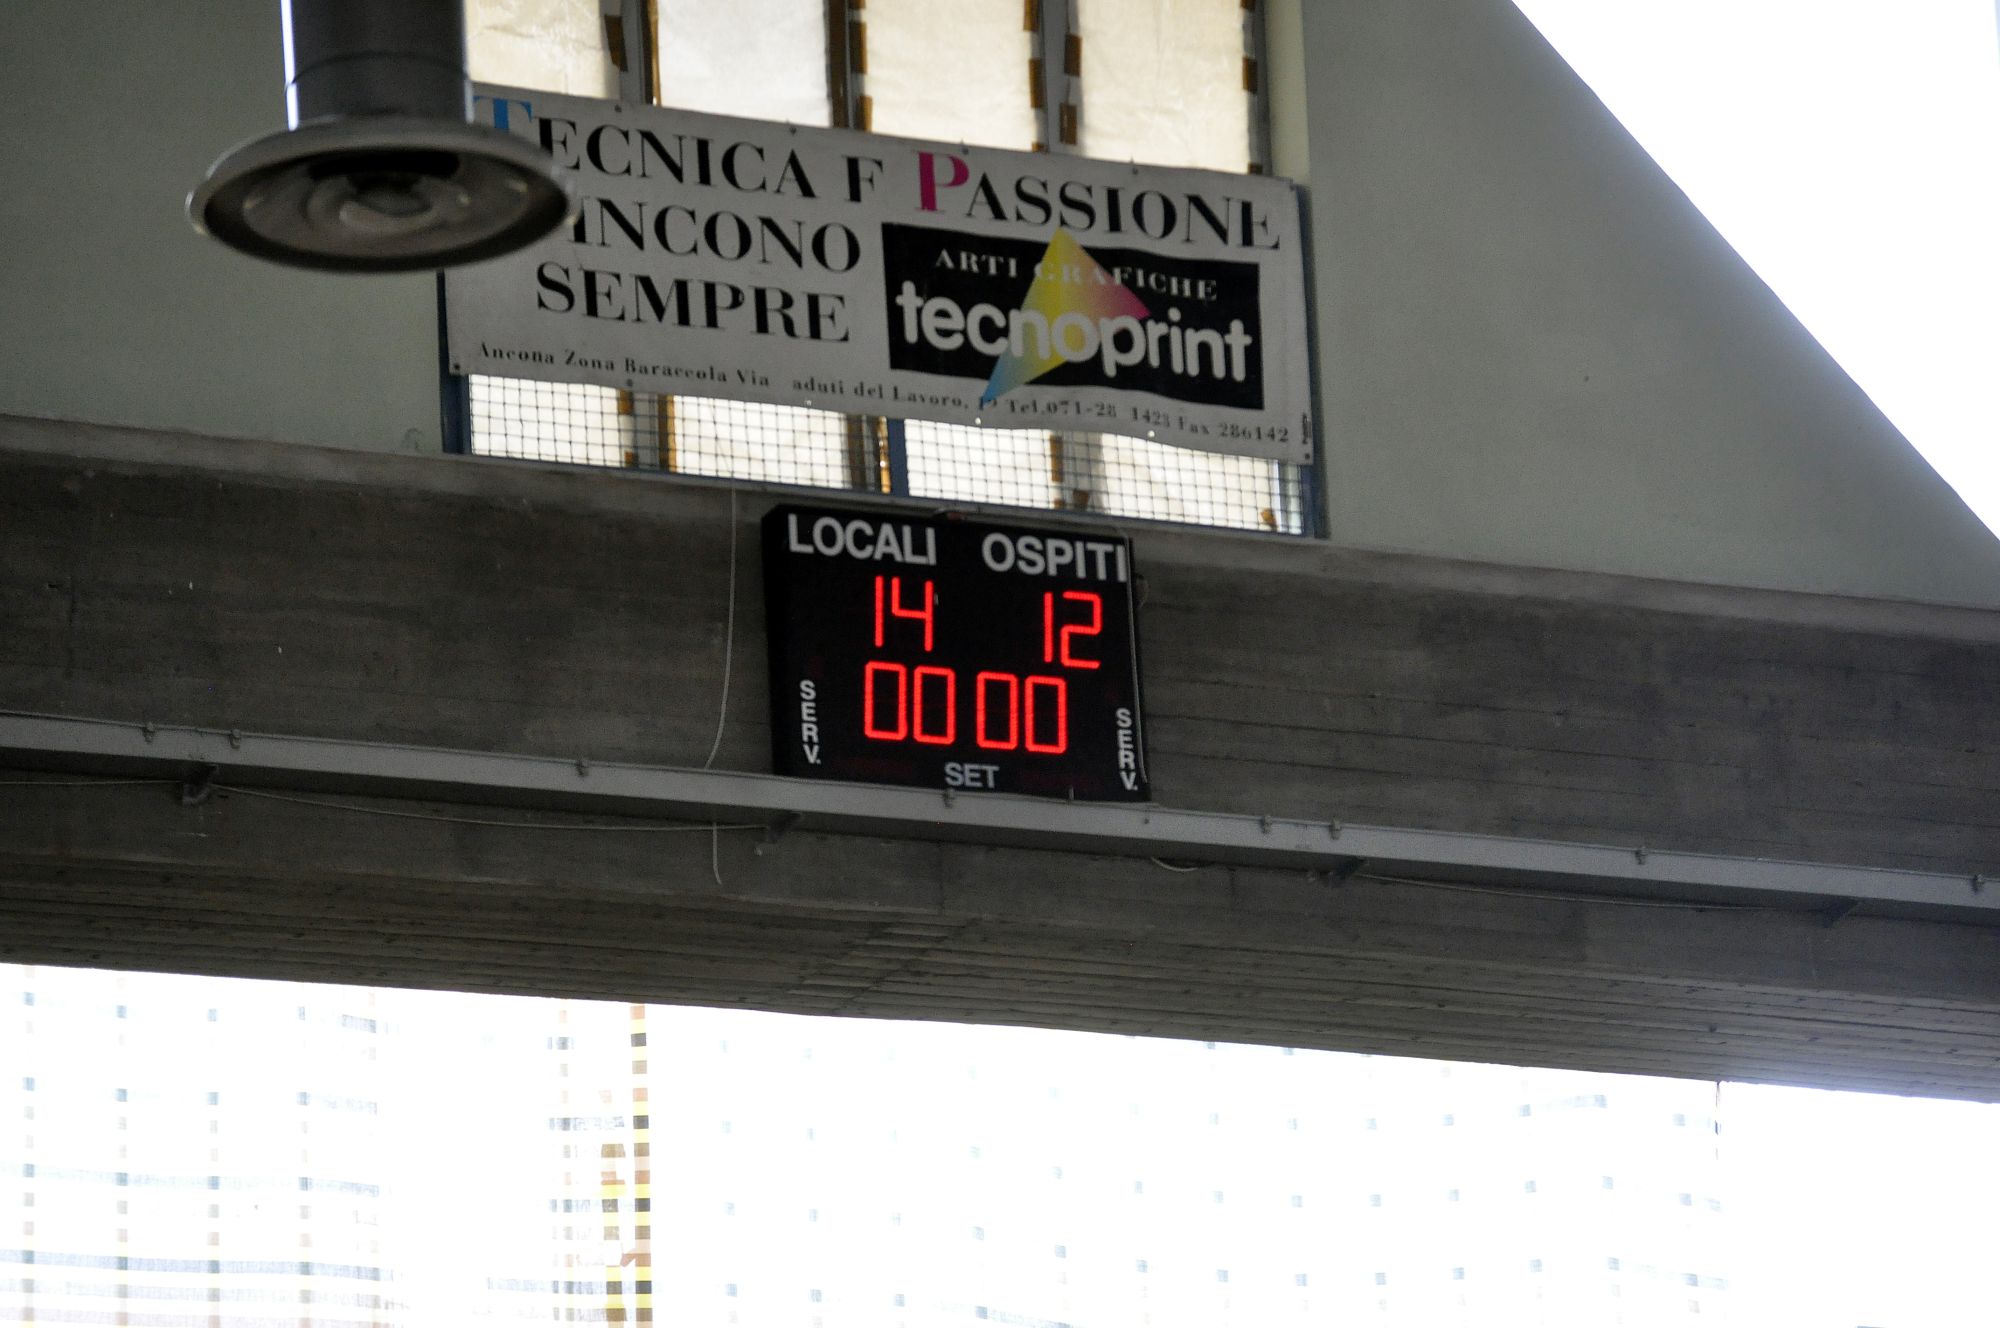 TECNICA E PASSIONE
VINCONO
SEMPRE
ARTI GRAFICHE
tecnoprint
Ancona Zona Baraccola Via aduti del Lavoro, Tel.071-28 1423 Fax 286142
LOCALI OSPITI
14 12
00 00
SERV. SERV.
SET